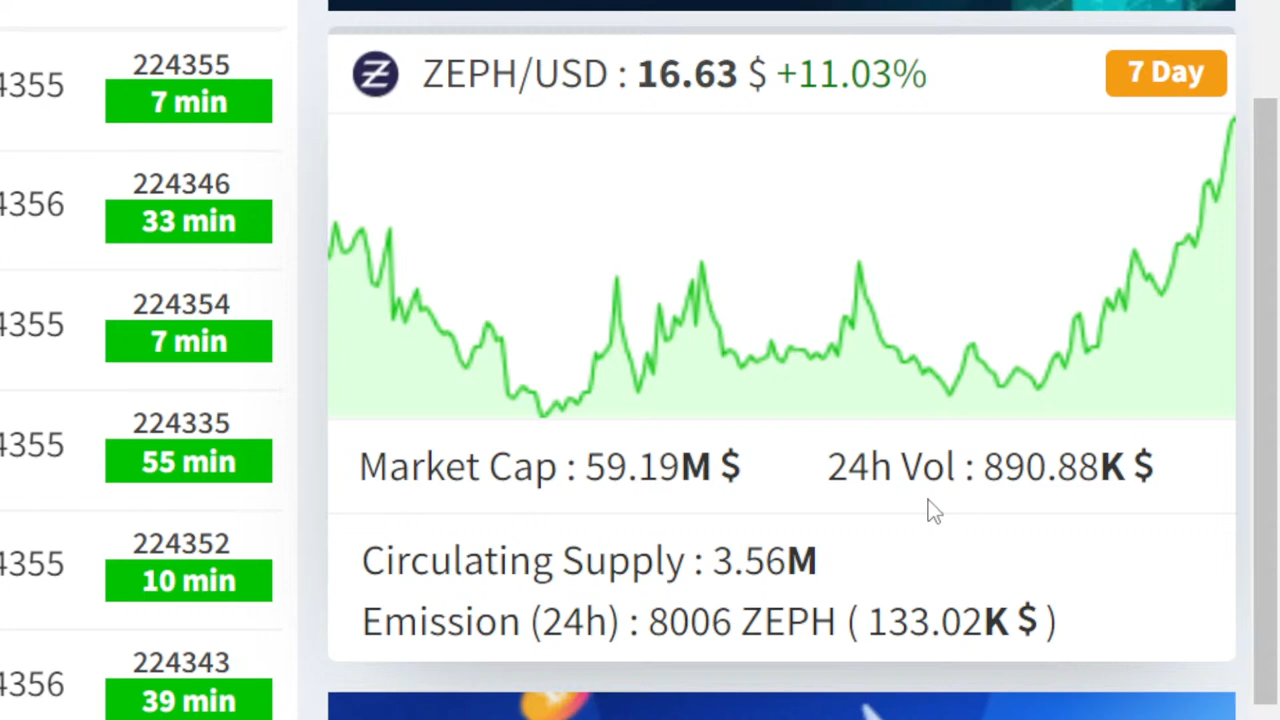 4355
224355
7 min
4356
224346
33 min
4355
224354
7 min
4355
224335
55 min
4355
224352
10 min
4356
224343
39 min
ZEPH/USD : 16.63 $ +11.03%
7 Day
Market Cap : 59.19M $
24h Vol : 890.88K $
Circulating Supply : 3.56M
Emission (24h) : 8006 ZEPH ( 133.02K $ )